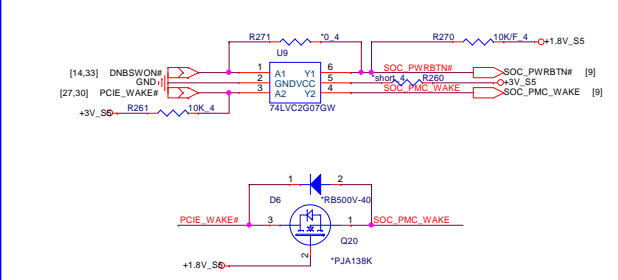 R271 *0_4 R270 10K/F_4 +1.8V_S5
U9
[14,33] DNBSWON# 1 A1 Y1 6 SOC_PWRBTN# SOC_PWRBTN# [9]
GND 2 GNDVCC 5 *short_4 R260 +3V_S5
[27,30] PCIE_WAKE# 3 A2 Y2 4 SOC_PMC_WAKE SOC_PMC_WAKE [9]
+3V_S5 R261 10K_4 74LVC2G07GW
1 2
D6 *RB500V-40
PCIE_WAKE# 3 1 SOC_PMC_WAKE
Q20
2
+1.8V_S5 *PJA138K